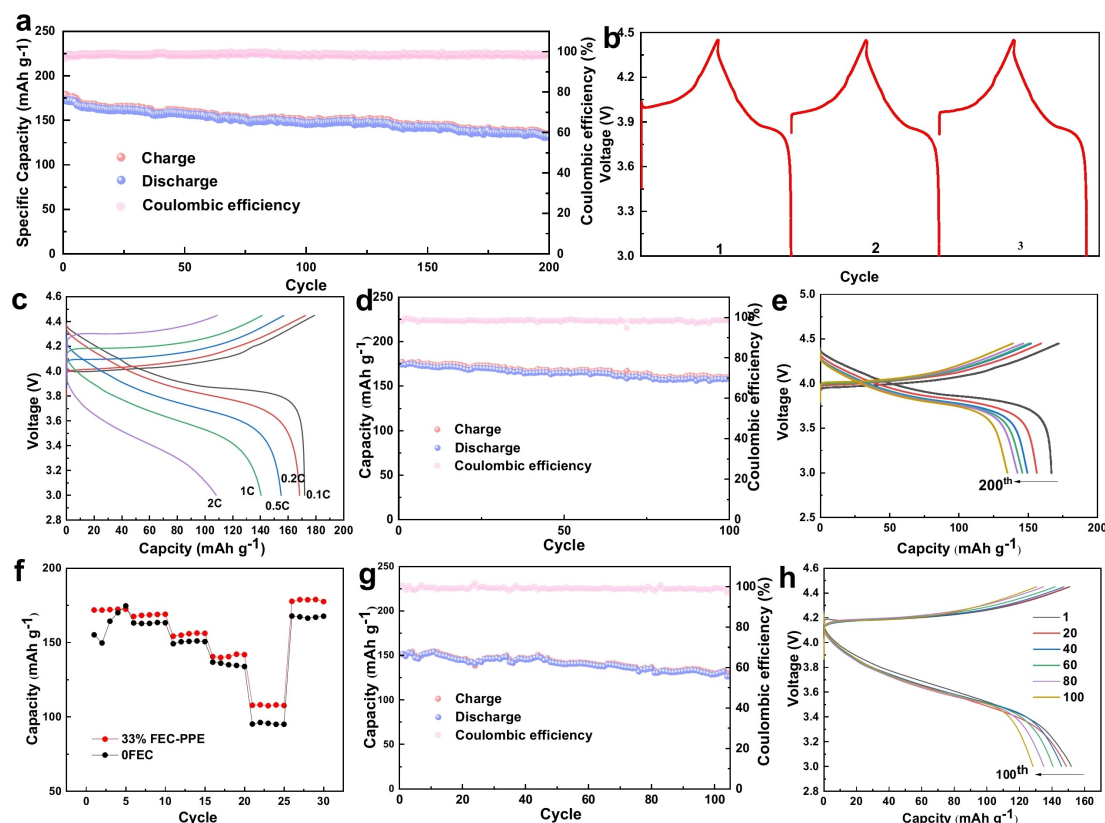 a
250
200
150
100
50
0
Specific Capacity (mAh g-1)
Charge
Discharge
Coulombic efficiency
100
80
60
40
20
0
Coulombic efficiency (%)
0 50 100 150 200
Cycle
b
4.5
4.2
3.9
3.6
3.3
3.0
Voltage (V)
1 2 3
Cycle
c
4.6
4.4
4.2
4.0
3.8
3.6
3.4
3.2
3.0
2.8
Voltage (V)
2C 1C 0.5C 0.2C 0.1C
0 20 40 60 80 100 120 140 160 180 200
Capcity (mAh g-1)
d
250
200
150
100
50
0
Capacity (mAh g-1)
Charge
Discharge
Coulombic efficiency
100
80
60
40
20
0
Coulombic efficiency (%)
0 50 100
Cycle
e
5.0
4.5
4.0
3.5
3.0
2.5
Voltage (V)
200th
0 50 100 150 200
Capcity (mAh g-1)
f
200
150
100
50
Capacity (mAh g-1)
33% FEC-PPE
0FEC
0 5 10 15 20 25 30
Cycle
g
250
200
150
100
50
0
Capacity (mAh g-1)
Charge
Discharge
Coulombic efficiency
100
80
60
40
20
0
Coulombic efficiency (%)
0 20 40 60 80 100
Cycle
h
4.6
4.4
4.2
4.0
3.8
3.6
3.4
3.2
3.0
2.8
Voltage (V)
1
20
40
60
80
100
100th
0 20 40 60 80 100 120 140 160
Capcity (mAh g-1)